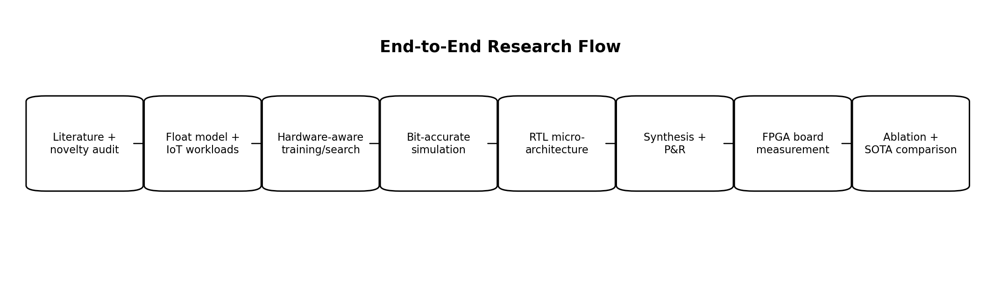 End-to-End Research Flow
Literature +
novelty audit
Float model +
IoT workloads
Hardware-aware
training/search
Bit-accurate
simulation
RTL micro-
architecture
Synthesis +
P&R
FPGA board
measurement
Ablation +
SOTA comparison